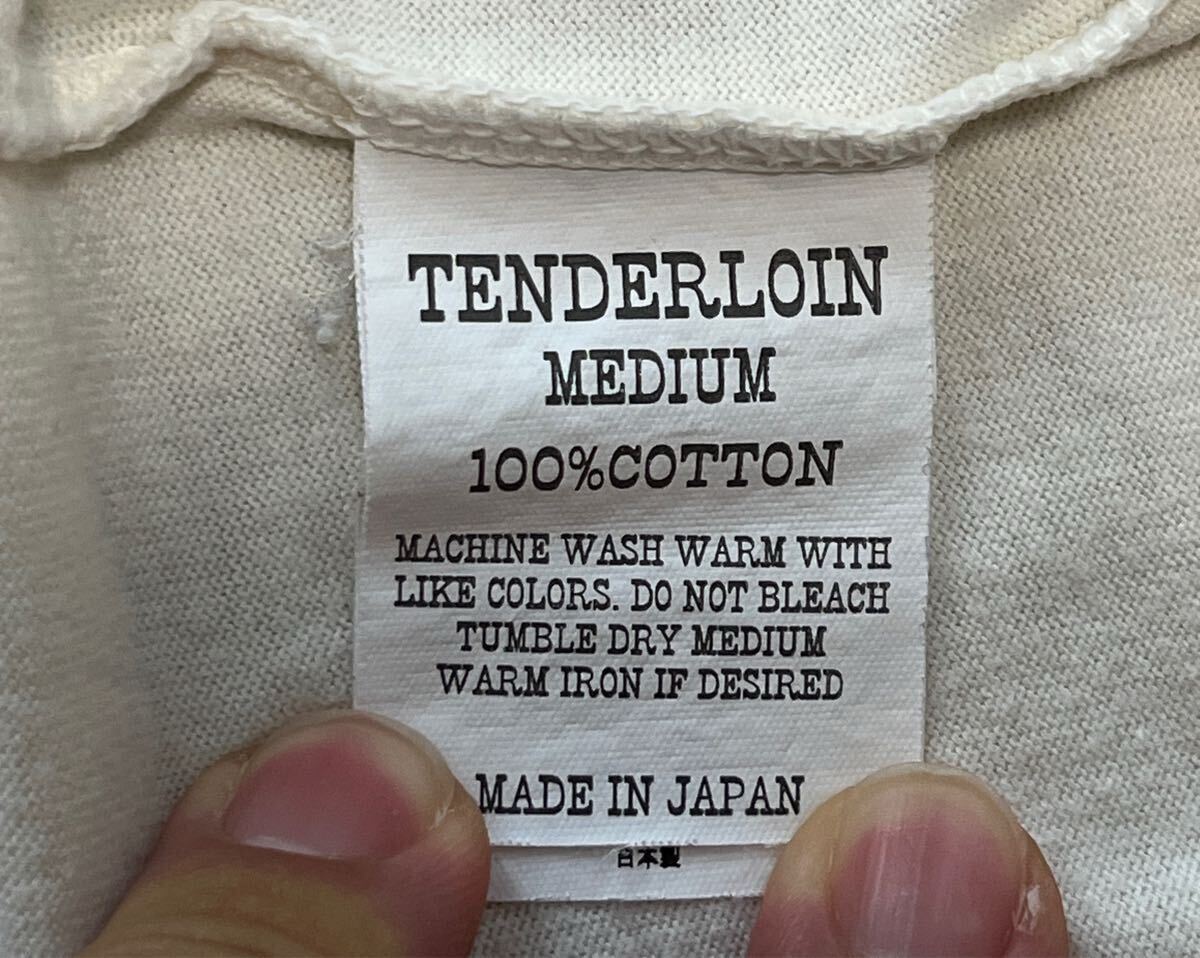 TENDERLOIN
MEDIUM
100%COTTON
MACHINE WASH WARM WITH
LIKE COLORS. DO NOT BLEACH
TUMBLE DRY MEDIUM
WARM IRON IF DESIRED
MADE IN JAPAN
日本製